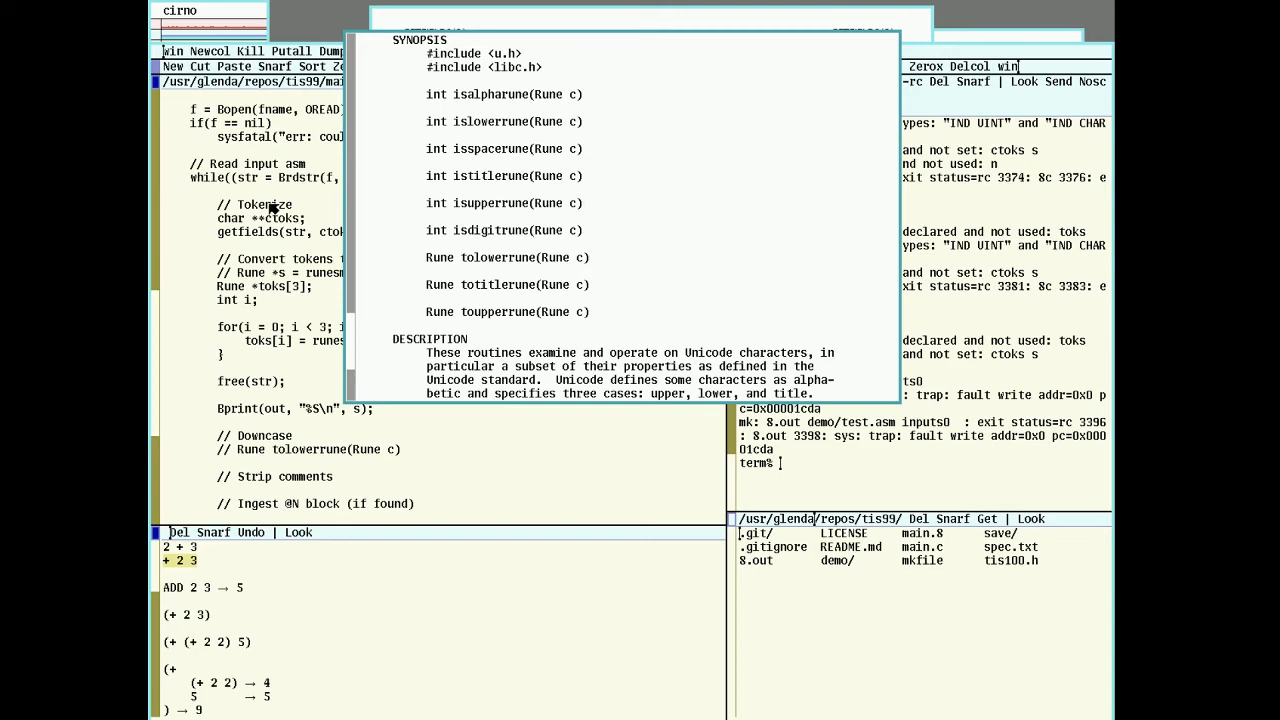 cirno
win Newcol Kill Putall Dump
New Cut Paste Snarf Sort Ze
/usr/glenda/repos/tis99/mai
f = Bopen(fname, OREAD)
if(f == nil)
sysfatal("err: coul
// Read input asm
while((str = Brdstr(f,
// Tokenize
char **ctoks;
getfields(str, ctok
// Convert tokens t
// Rune *s = runesm
Rune *toks[3];
int i;
for(i = 0; i < 3; i
toks[i] = runes
}
free(str);
Bprint(out, "%S\n", s);
// Downcase
// Rune tolowerrune(Rune c)
// Strip comments
// Ingest @N block (if found)
SYNOPSIS
#include <u.h>
#include <libc.h>
int isalpharune(Rune c)
int islowerrune(Rune c)
int isspacerune(Rune c)
int istitlerune(Rune c)
int isupperrune(Rune c)
int isdigitrune(Rune c)
Rune tolowerrune(Rune c)
Rune totitlerune(Rune c)
Rune toupperrune(Rune c)
DESCRIPTION
These routines examine and operate on Unicode characters, in
particular a subset of their properties as defined in the
Unicode standard.  Unicode defines some characters as alpha-
betic and specifies three cases: upper, lower, and title.
Zerox Delcol win
-rc Del Snarf | Look Send Nosc
ypes: "IND UINT" and "IND CHAR
and not set: ctoks s
nd not used: n
xit status=rc 3374: 8c 3376: e
declared and not used: toks
ypes: "IND UINT" and "IND CHAR
and not set: ctoks s
xit status=rc 3381: 8c 3383: e
declared and not used: toks
and not set: ctoks s
ts0
: trap: fault write addr=0x0 p
c=0x00001cda
mk: 8.out demo/test.asm inputs0  : exit status=rc 3396
: 8.out 3398: sys: trap: fault write addr=0x0 pc=0x000
01cda
term%
Del Snarf Undo | Look
2 + 3
+ 2 3
ADD 2 3 → 5
(+ 2 3)
(+ (+ 2 2) 5)
(+
(+ 2 2) → 4
5 → 5
) → 9
/usr/glenda/repos/tis99/ Del Snarf Get | Look
.git/ LICENSE main.8 save/
.gitignore README.md main.c spec.txt
8.out demo/ mkfile tis100.h